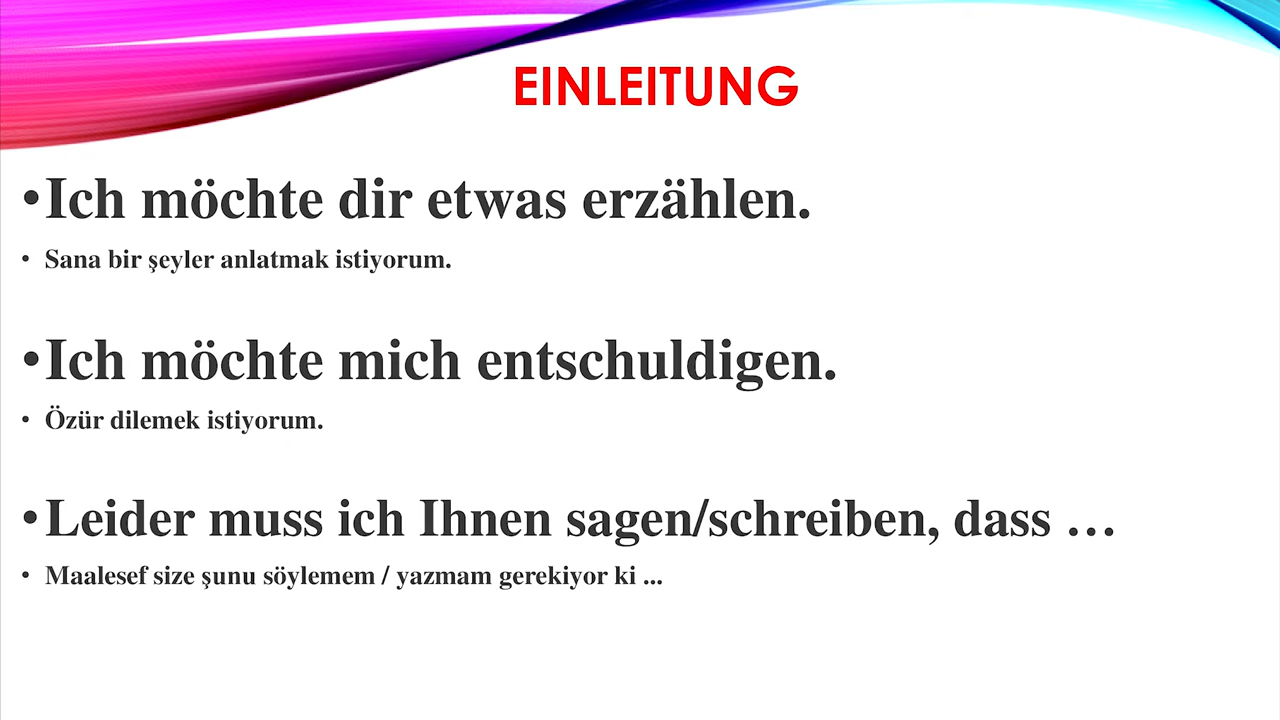 EINLEITUNG
•Ich möchte dir etwas erzählen.
• Sana bir şeyler anlatmak istiyorum.
•Ich möchte mich entschuldigen.
• Özür dilemek istiyorum.
•Leider muss ich Ihnen sagen/schreiben, dass …
• Maalesef size şunu söylemem / yazmam gerekiyor ki ...